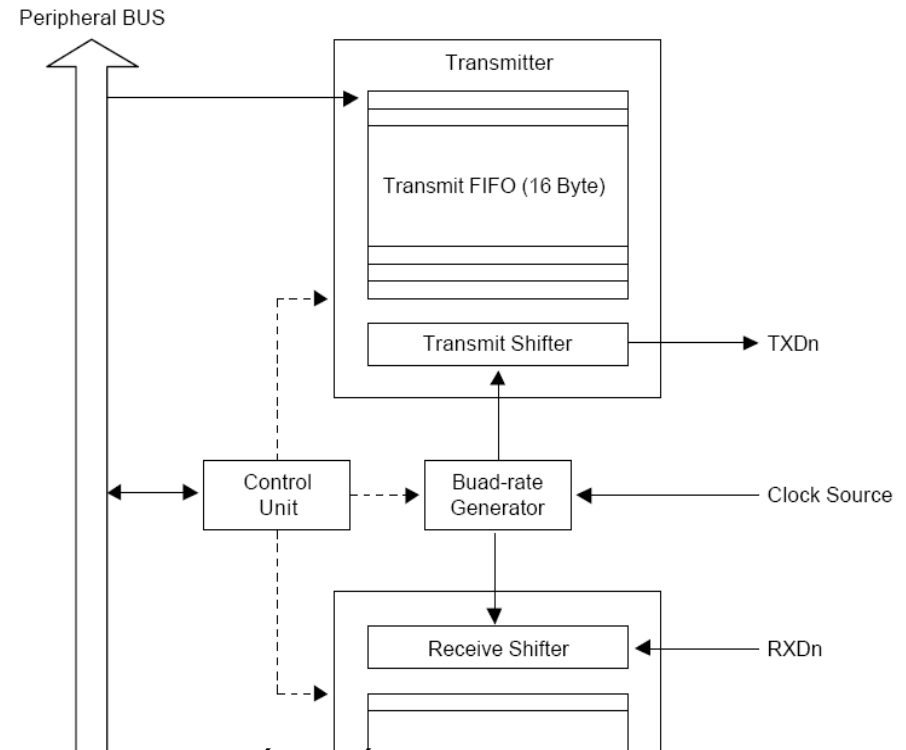 Peripheral BUS
Transmitter
Transmit FIFO (16 Byte)
Transmit Shifter
TXDn
Control
Unit
Buad-rate
Generator
Clock Source
Receive Shifter
RXDn